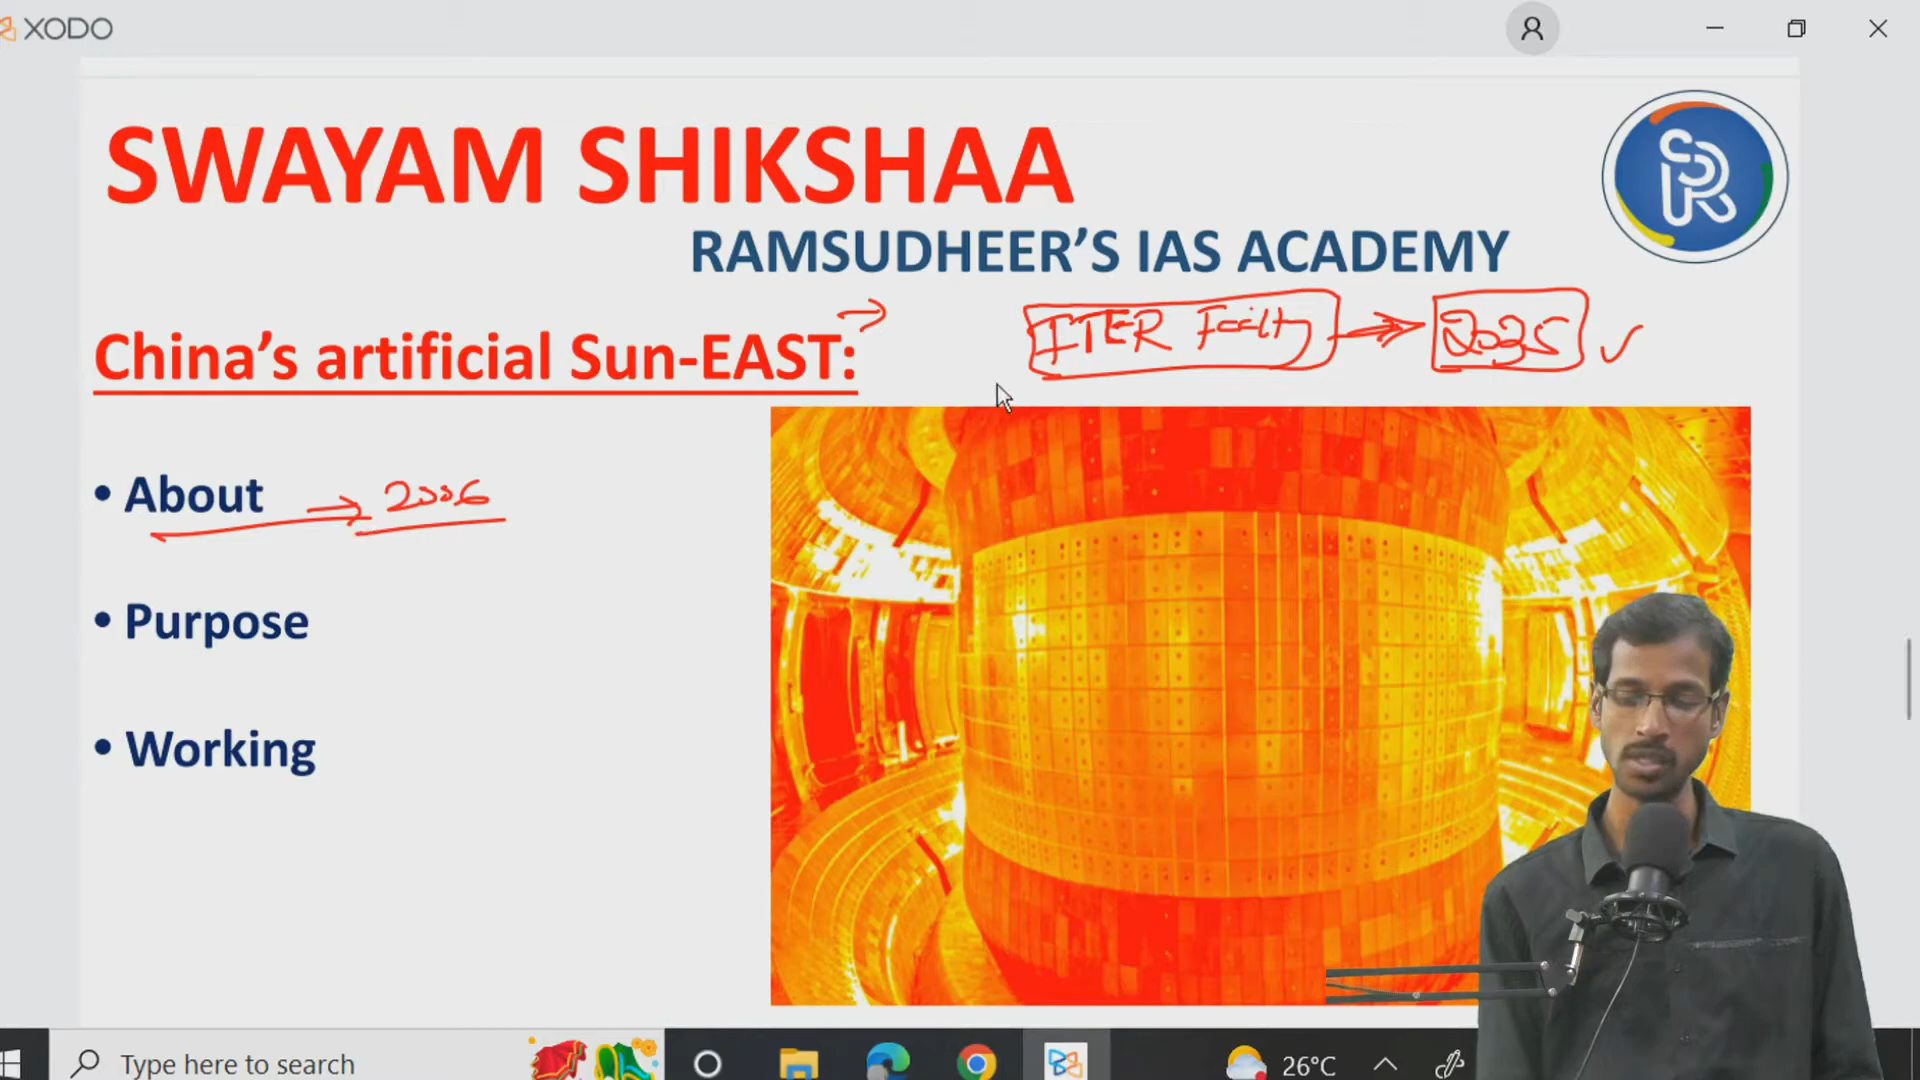 XODO
SWAYAM SHIKSHAA
RAMSUDHEER'S IAS ACADEMY
China's artificial Sun-EAST:
ITER Facilty → 2035 ✓
• About → 2006
• Purpose
• Working
Type here to search
26°C